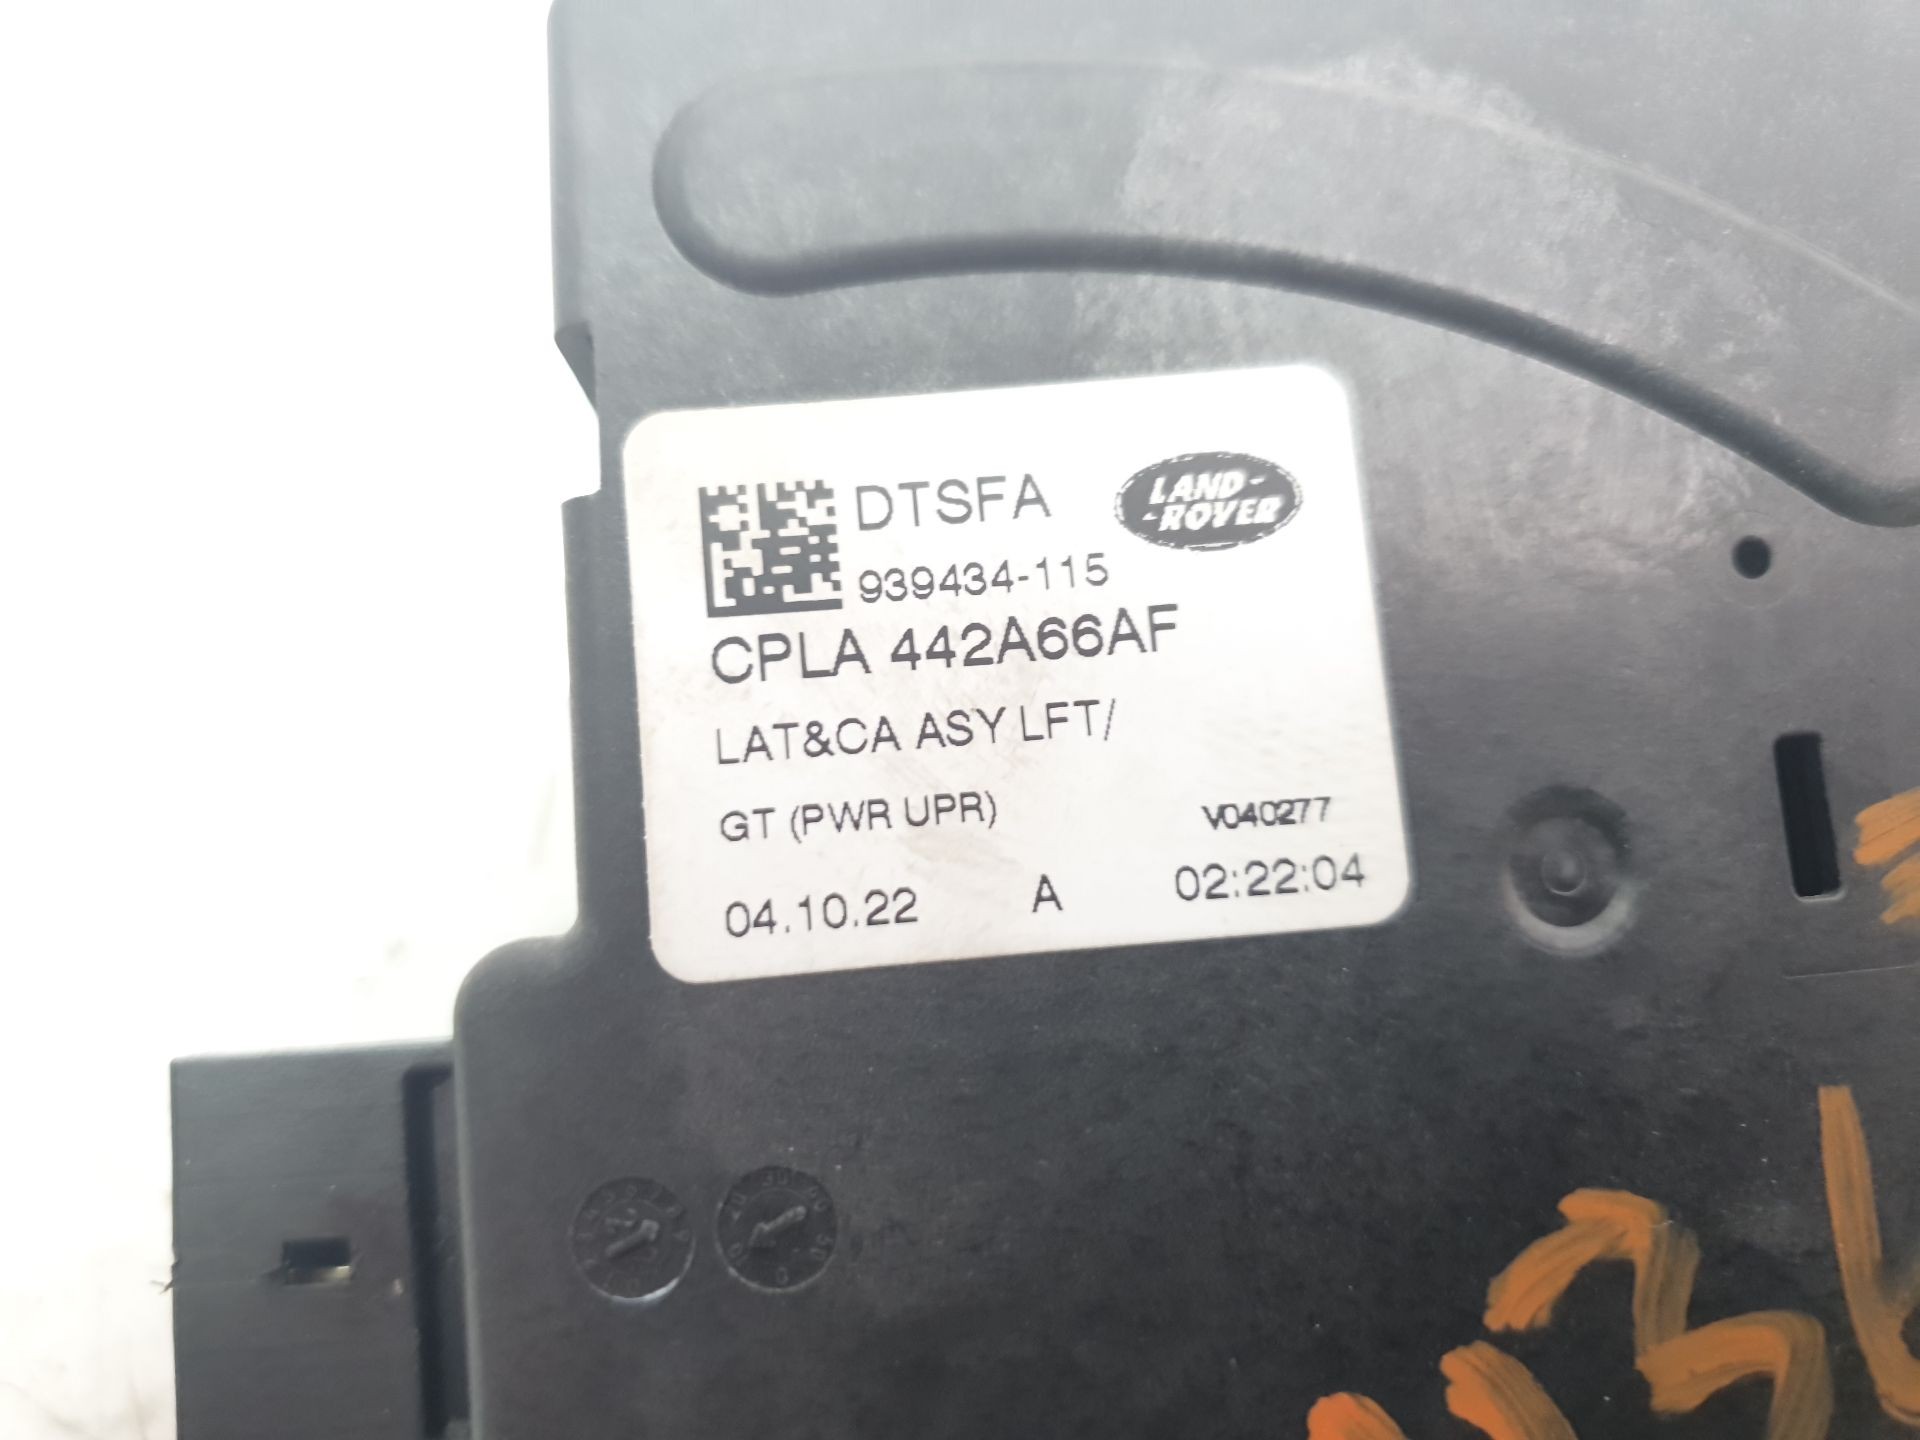 DTSFA
LAND-
-ROVER
939434-115
CPLA 442A66AF
LAT&CA ASY LFT/
GT (PWR UPR)
V040277
04.10.22 A 02:22:04